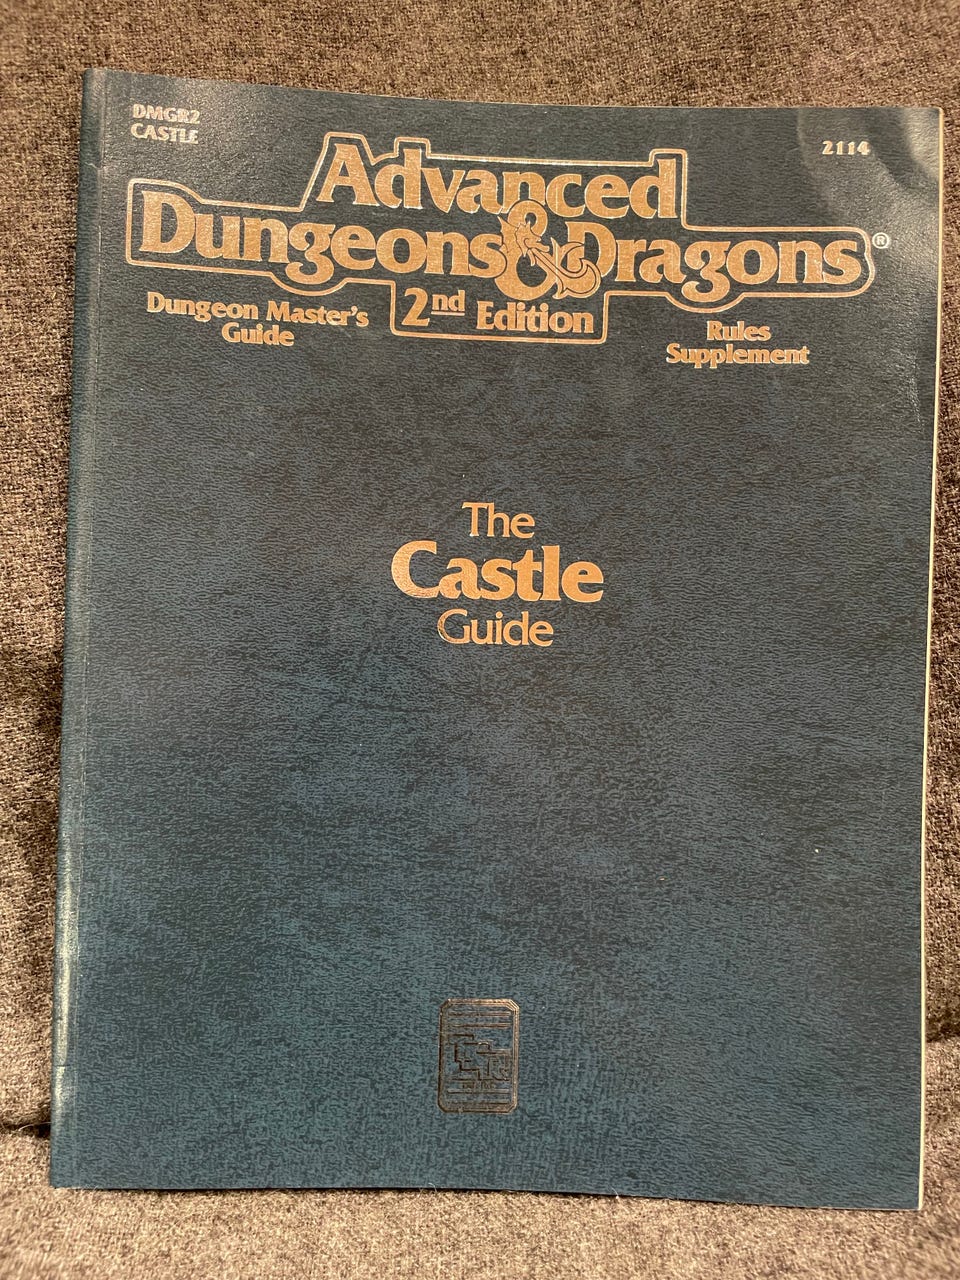 DMGR2
CASTLE
2114
Advanced
Dungeons & Dragons®
2nd Edition
Dungeon Master's
Guide
Rules
Supplement
The
Castle
Guide